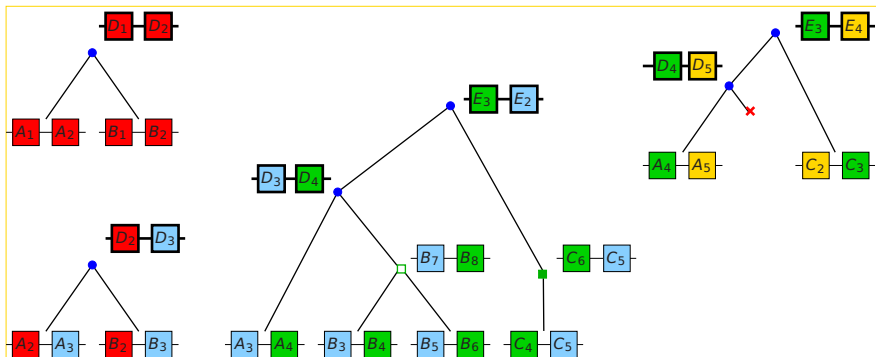 D₁ D₂
A₁ A₂ B₁ B₂
D₂ D₃
A₂ A₃ B₂ B₃
E₃ E₂
D₃ D₄
B₇ B₈ C₆ C₅
A₃ A₄ B₃ B₄ B₅ B₆ C₄ C₅
E₃ E₄
D₄ D₅
A₄ A₅ C₂ C₃